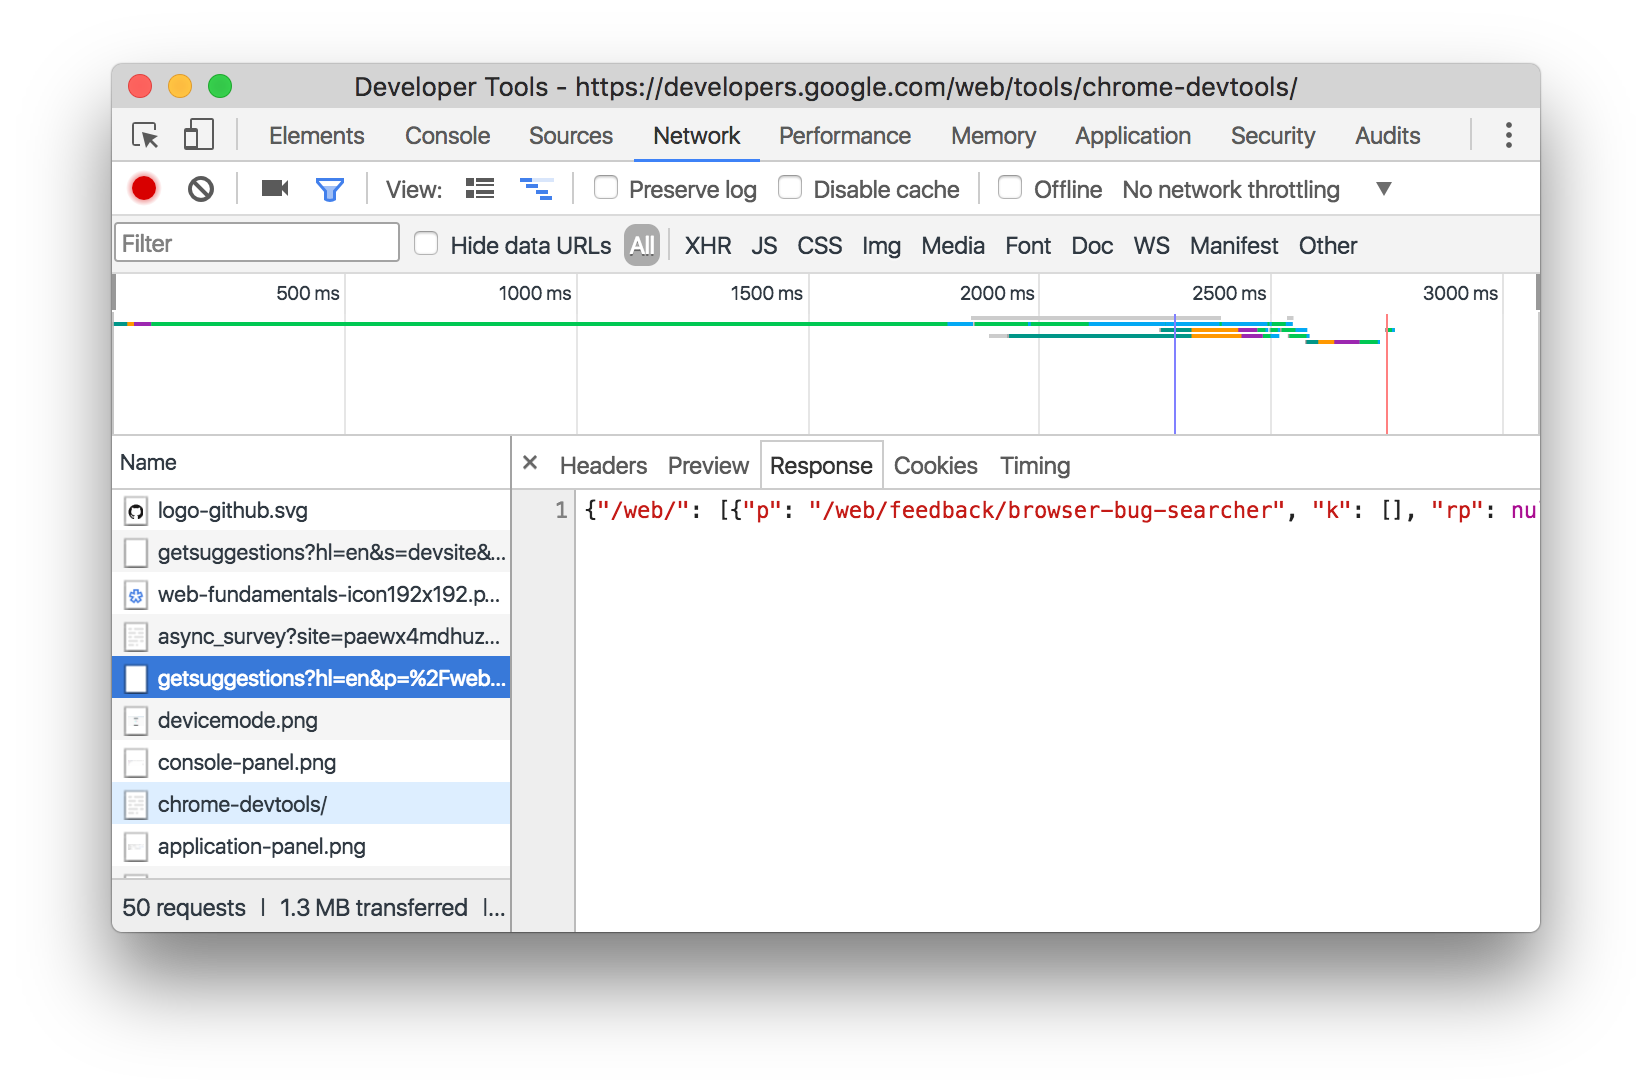 Developer Tools - https://developers.google.com/web/tools/chrome-devtools/
Elements Console Sources Network Performance Memory Application Security Audits
View: Preserve log Disable cache Offline No network throttling
Filter Hide data URLs All XHR JS CSS Img Media Font Doc WS Manifest Other
500 ms 1000 ms 1500 ms 2000 ms 2500 ms 3000 ms
Name
× Headers Preview Response Cookies Timing
logo-github.svg
getsuggestions?hl=en&s=devsite&...
web-fundamentals-icon192x192.p...
async_survey?site=paewx4mdhuz...
getsuggestions?hl=en&p=%2Fweb...
devicemode.png
console-panel.png
chrome-devtools/
application-panel.png
50 requests | 1.3 MB transferred |...
1 {"/web/": [{"p": "/web/feedback/browser-bug-searcher", "k": [], "rp": nu